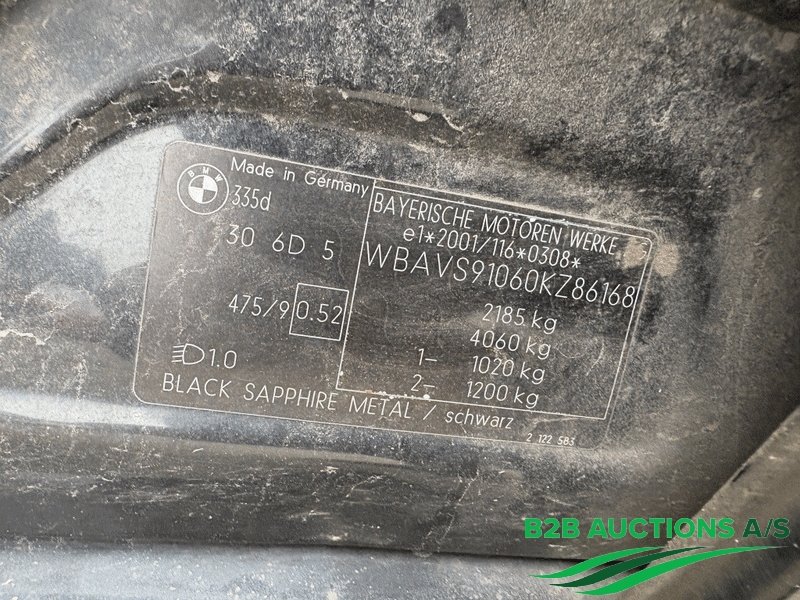 BMW
Made in Germany
335d
30 6D 5
475/9 0.52
1.0
BLACK SAPPHIRE METAL / schwarz
BAYERISCHE MOTOREN WERKE
e1*2001/116*0308*
WBAVS91060KZ86168
2185 kg
4060 kg
1– 1020 kg
2– 1200 kg
2 122 583
B2B AUCTIONS A/S